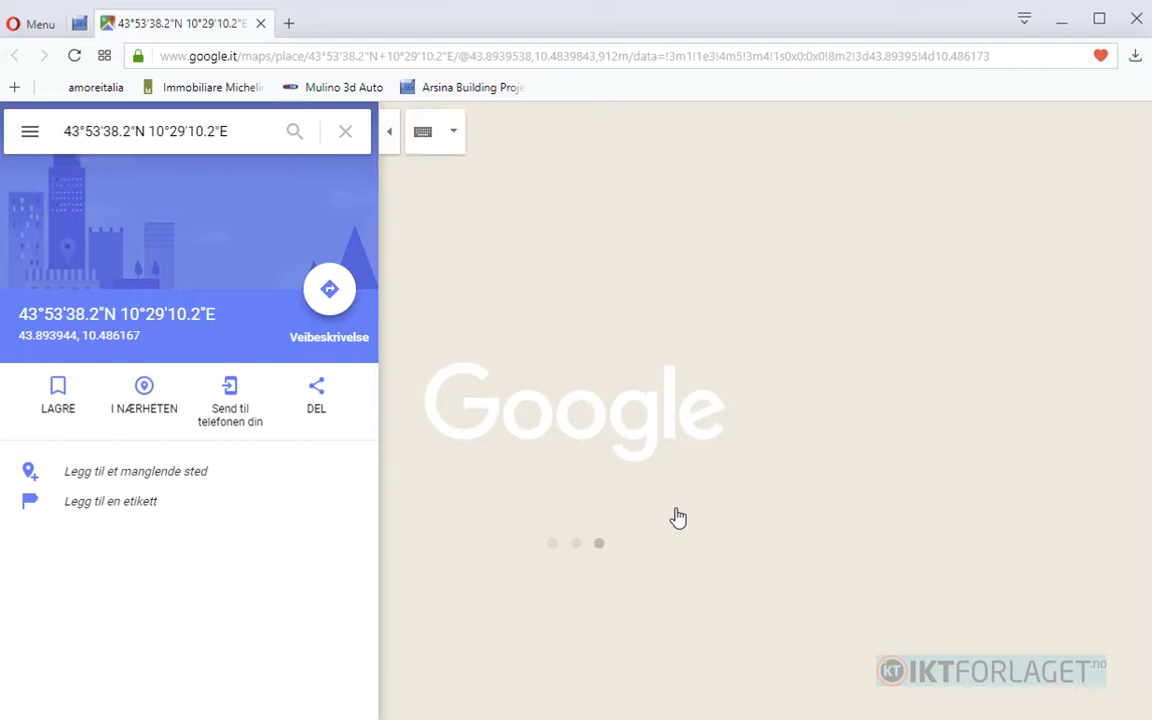 Menu
43°53'38.2"N 10°29'10.2"E
www.google.it/maps/place/43°53'38.2"N+10°29'10.2"E/@43.8939538,10.4839843,912m/data=!3m1!1e3!4m5!3m4!1s0x0:0x0!8m2!3d43.89395!4d10.486173
amoreitalia
Immobiliare Michelin
Mulino 3d Auto
Arsina Building Proje
43°53'38.2"N 10°29'10.2"E
43°53'38.2"N 10°29'10.2"E
43.893944, 10.486167
Veibeskrivelse
LAGRE
I NÆRHETEN
Send til
telefonen din
DEL
Legg til et manglende sted
Legg til en etikett
Google
KT IKTFORLAGET.no